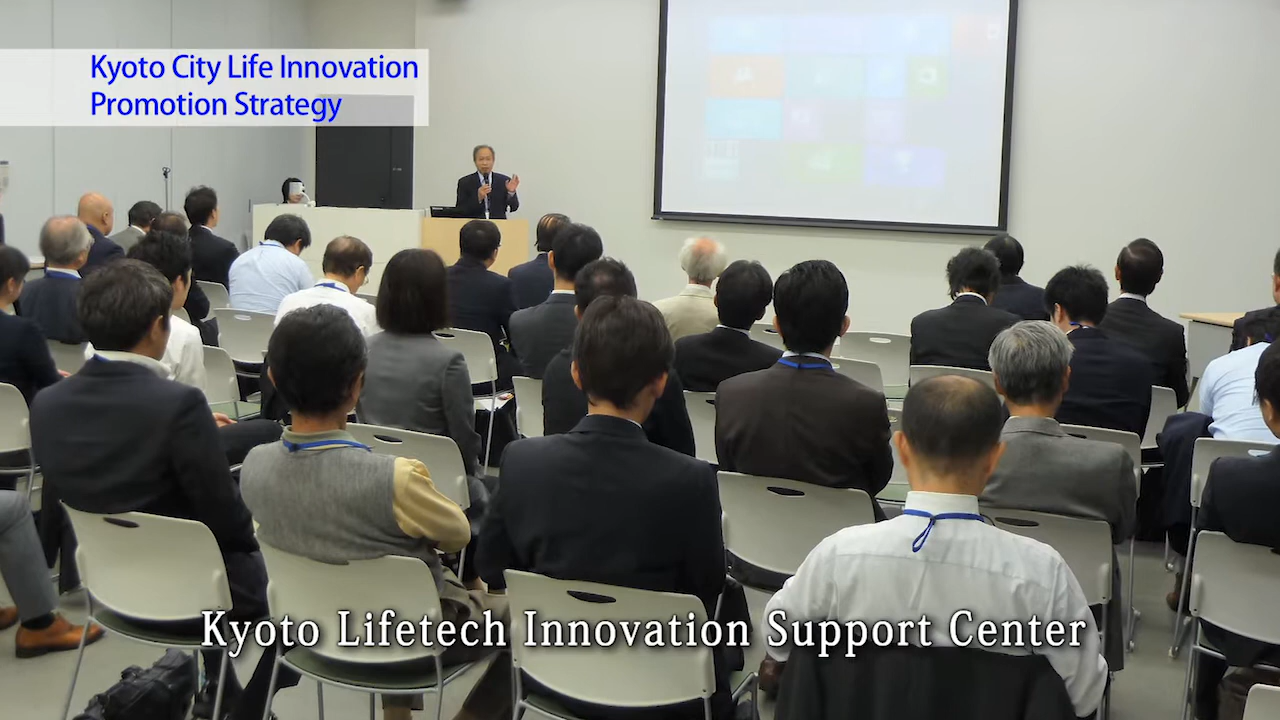 Kyoto City Life Innovation
Promotion Strategy
Kyoto Lifetech Innovation Support Center